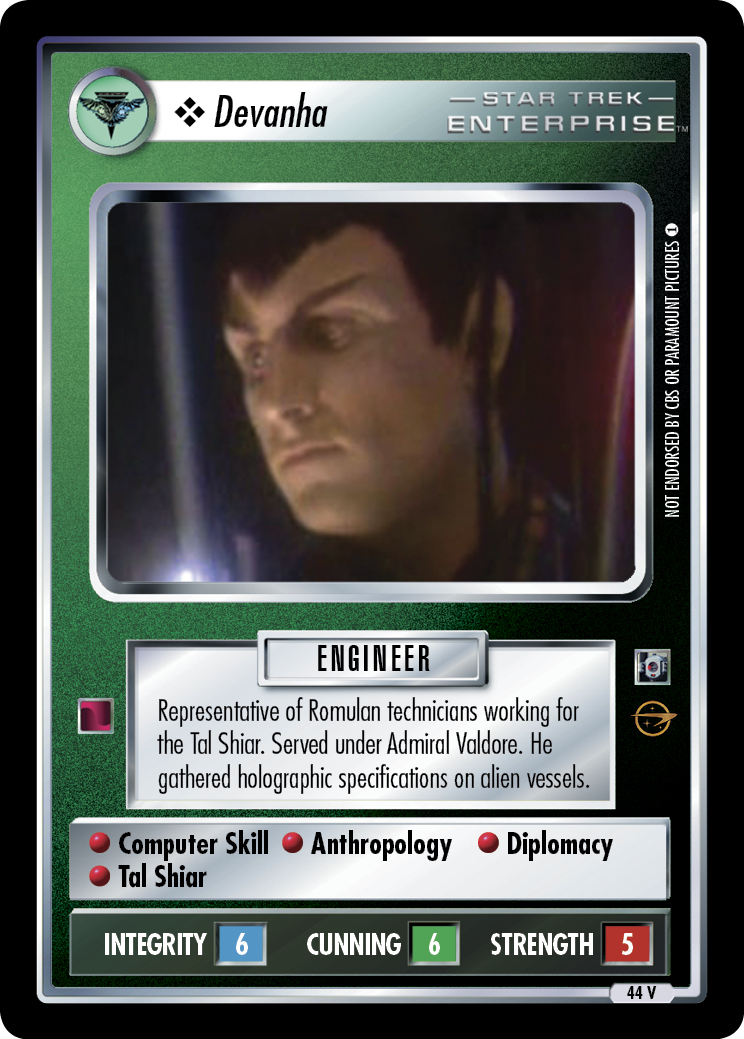 ❖ Devanha
STAR TREK
ENTERPRISE™
NOT ENDORSED BY CBS OR PARAMOUNT PICTURES 1
ENGINEER
Representative of Romulan technicians working for
the Tal Shiar. Served under Admiral Valdore. He
gathered holographic specifications on alien vessels.
Computer Skill Anthropology Diplomacy
Tal Shiar
INTEGRITY 6 CUNNING 6 STRENGTH 5
44 V